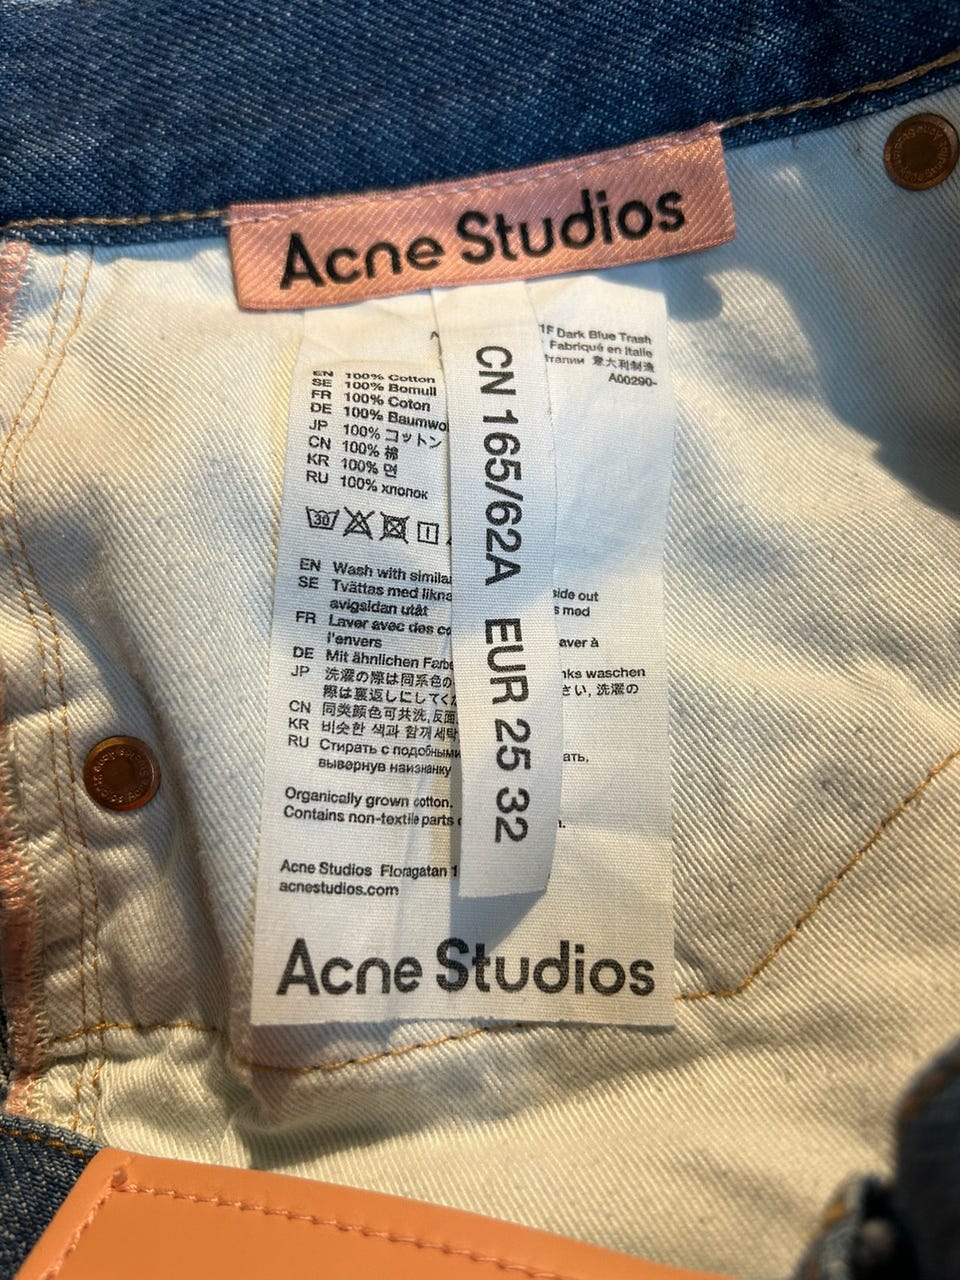 Acne Studios
1F Dark Blue Trash
Fabriqué en Italie
意大利制造
A00290-
EN 100% Cotton
SE 100% Bomull
FR 100% Coton
DE 100% Baumwo
JP 100% コットン
CN 100% 棉
KR 100% 면
RU 100% хлопок
30
CN 165/62A EUR 25 32
EN Wash with simila
side out
SE Tvättas med likna
s med
avigsidan utåt
FR Laver avec des co
aver à
l'envers
DE Mit ähnlichen Farbe
nks waschen
JP 洗濯の際は同系色の
さい, 洗濯の
際は裏返しにしてく
CN 同类颜色可共洗,反面
KR 비슷한 색과 함께 세탁
RU Стирать с подобными
ать,
вывернув наизнанку
Organically grown cotton.
Contains non-textile parts
Acne Studios Floragatan 1
acnestudios.com
Acne Studios